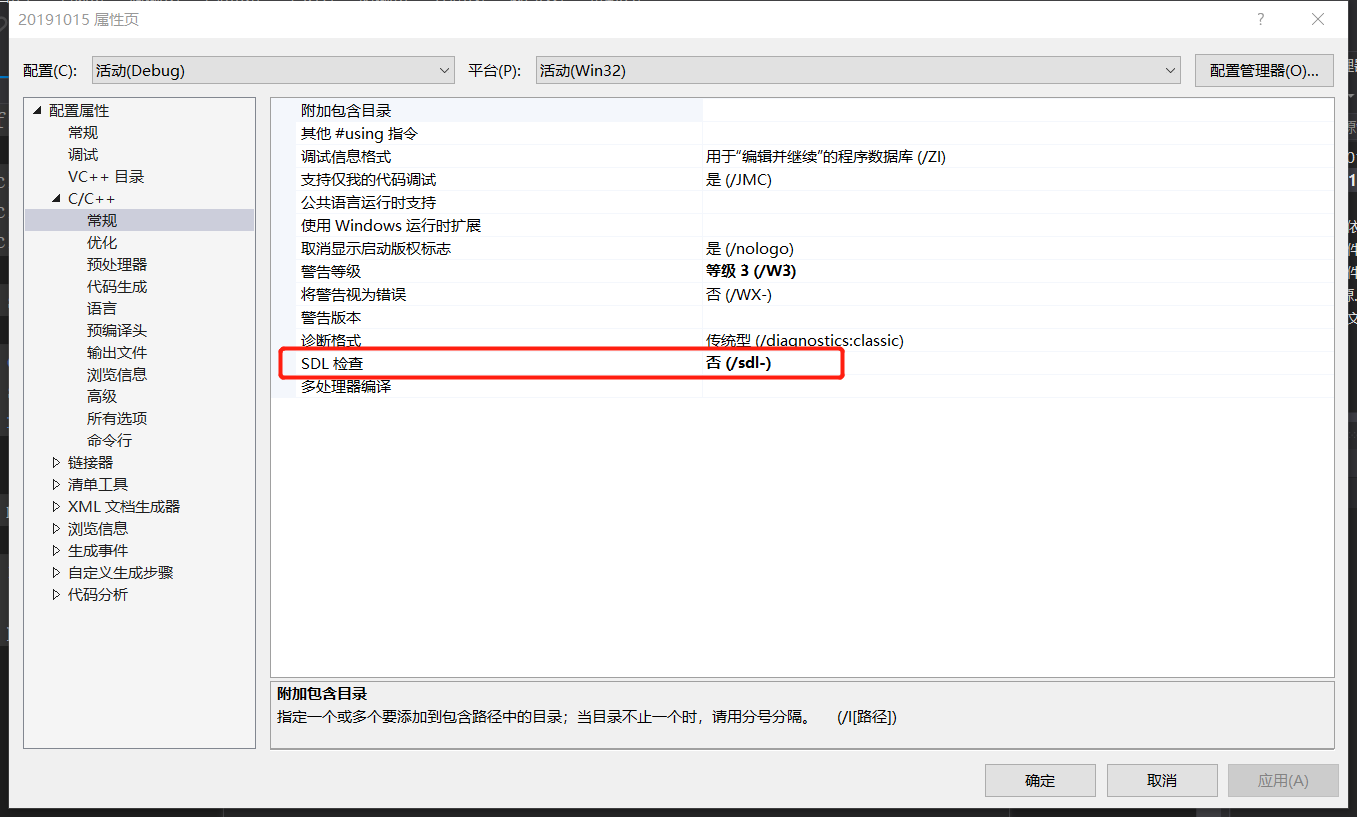 20191015 属性页
配置(C): 活动(Debug) 平台(P): 活动(Win32) 配置管理器(O)...
配置属性
常规
调试
VC++ 目录
C/C++
常规
优化
预处理器
代码生成
语言
预编译头
输出文件
浏览信息
高级
所有选项
命令行
链接器
清单工具
XML 文档生成器
浏览信息
生成事件
自定义生成步骤
代码分析
附加包含目录
其他 #using 指令
调试信息格式 用于“编辑并继续”的程序数据库 (/ZI)
支持仅我的代码调试 是 (/JMC)
公共语言运行时支持
使用 Windows 运行时扩展
取消显示启动版权标志 是 (/nologo)
警告等级 等级 3 (/W3)
将警告视为错误 否 (/WX-)
警告版本
诊断格式 传统型 (/diagnostics:classic)
SDL 检查 否 (/sdl-)
多处理器编译
附加包含目录
指定一个或多个要添加到包含路径中的目录；当目录不止一个时，请用分号分隔。 (/I[路径])
确定 取消 应用(A)